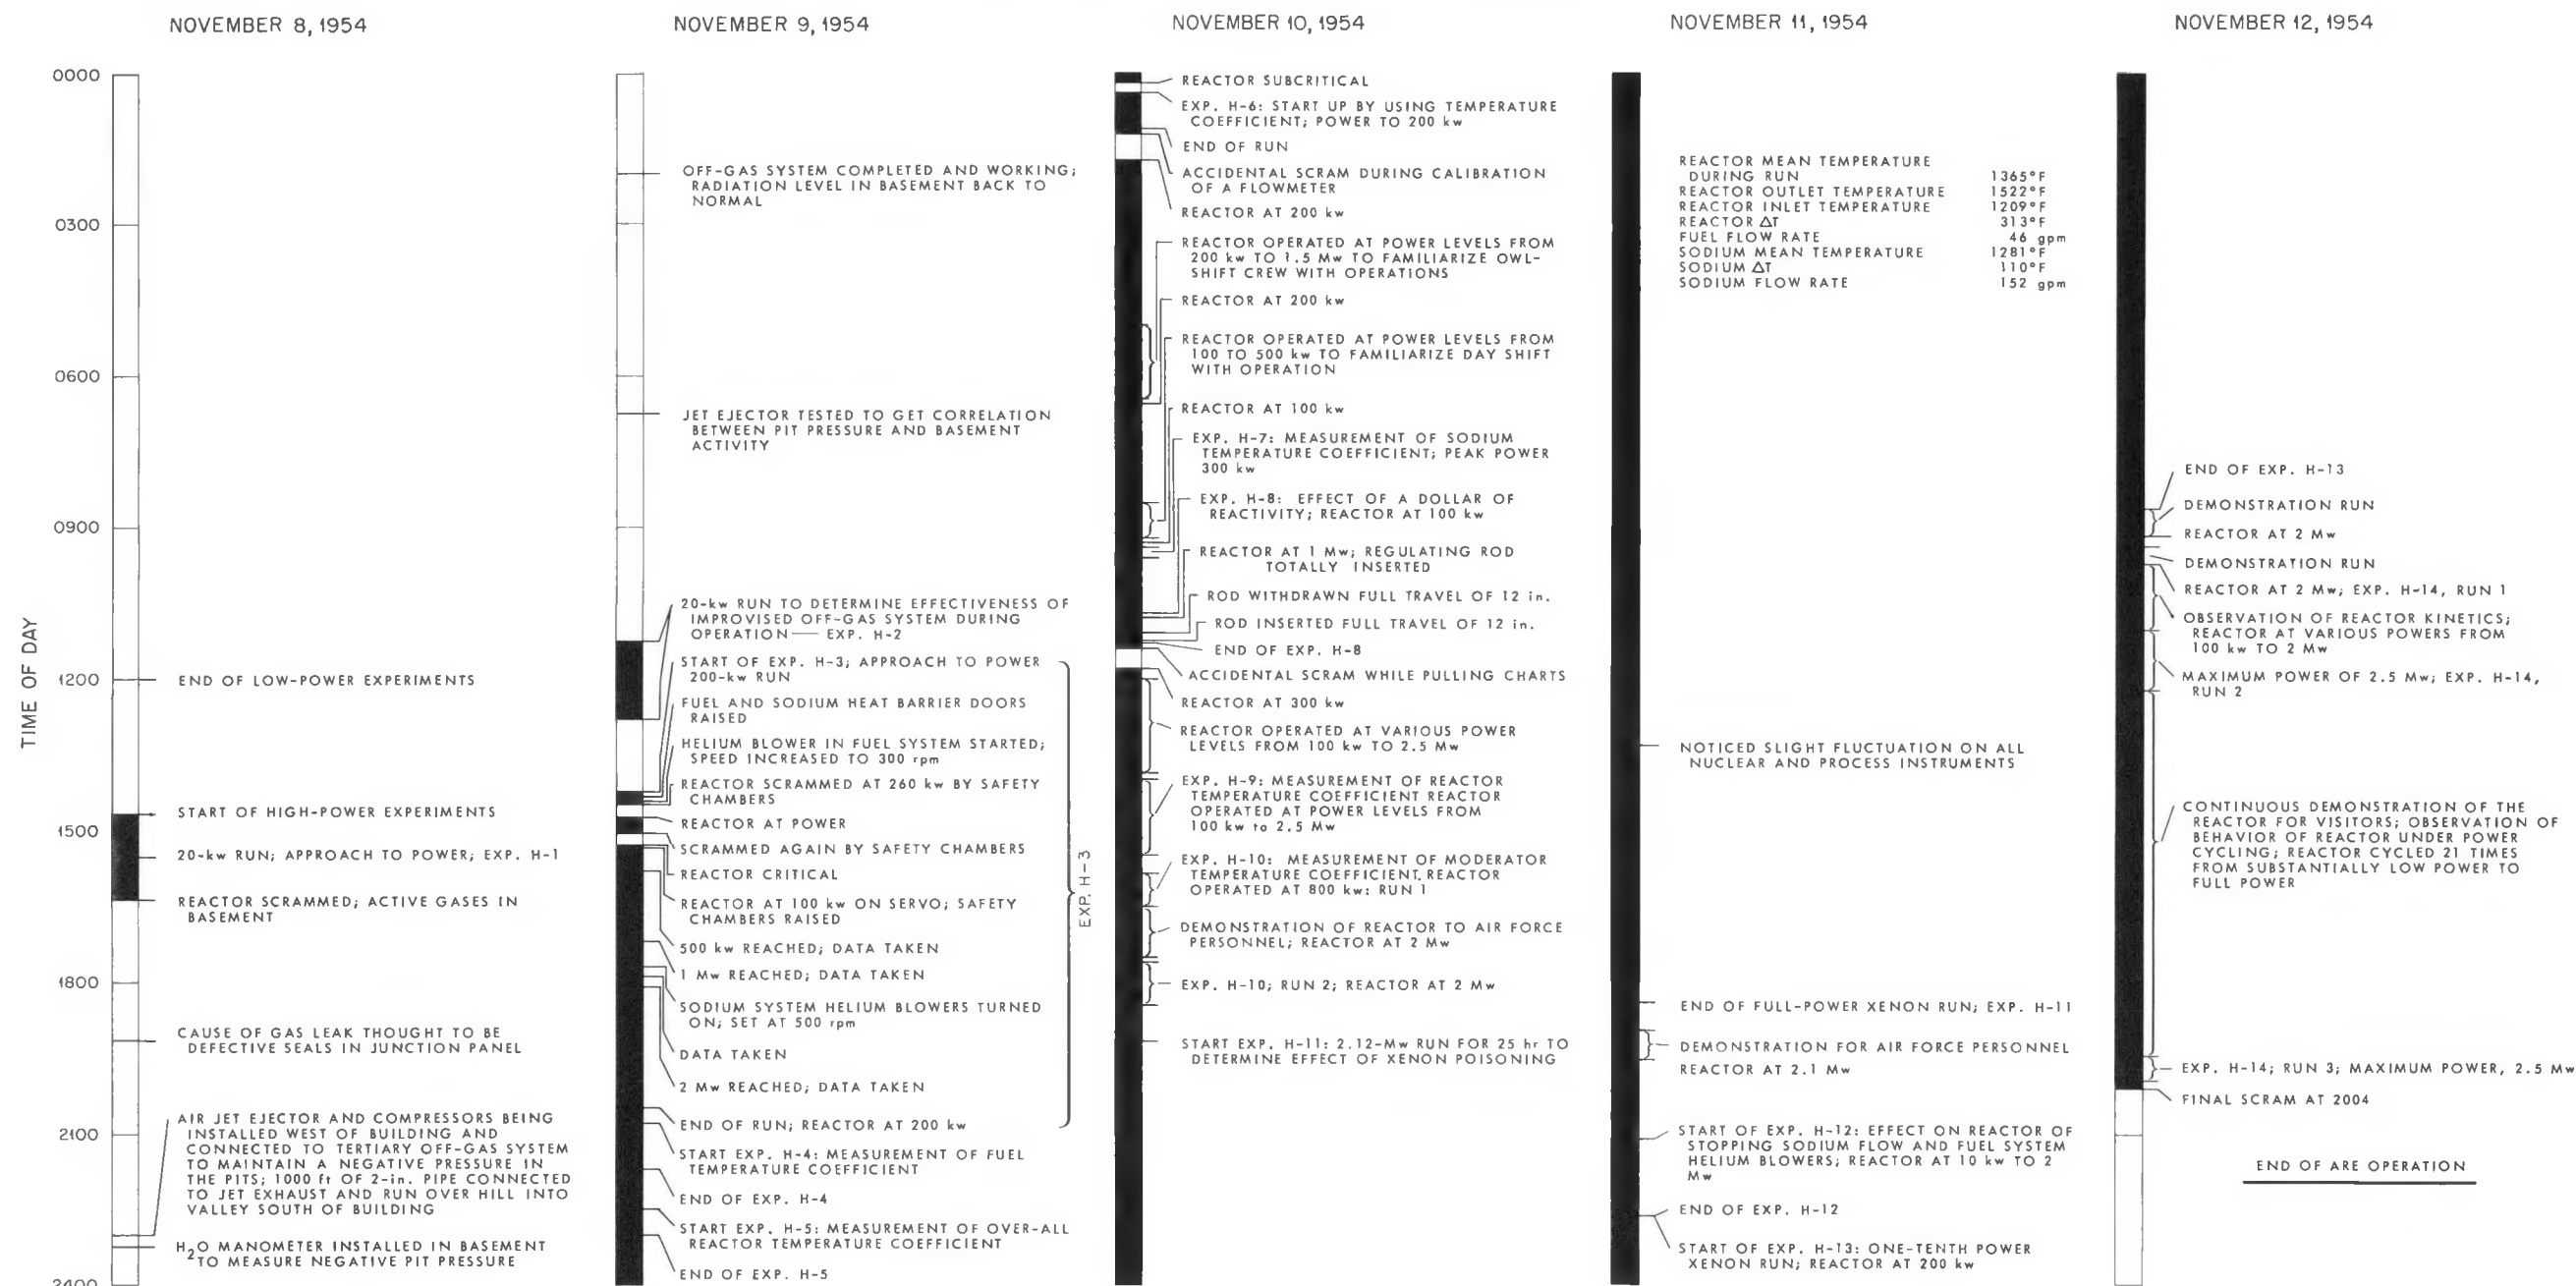 NOVEMBER 8, 1954
NOVEMBER 9, 1954
NOVEMBER 10, 1954
NOVEMBER 11, 1954
NOVEMBER 12, 1954
TIME OF DAY
0000
0300
0600
0900
1200
1500
1800
2100
2400
END OF LOW-POWER EXPERIMENTS
START OF HIGH-POWER EXPERIMENTS
20-kw RUN; APPROACH TO POWER; EXP. H-1
REACTOR SCRAMMED; ACTIVE GASES IN
BASEMENT
CAUSE OF GAS LEAK THOUGHT TO BE
DEFECTIVE SEALS IN JUNCTION PANEL
AIR JET EJECTOR AND COMPRESSORS BEING
INSTALLED WEST OF BUILDING AND
CONNECTED TO TERTIARY OFF-GAS SYSTEM
TO MAINTAIN A NEGATIVE PRESSURE IN
THE PITS; 1000 ft OF 2-in. PIPE CONNECTED
TO JET EXHAUST AND RUN OVER HILL INTO
VALLEY SOUTH OF BUILDING
H2O MANOMETER INSTALLED IN BASEMENT
TO MEASURE NEGATIVE PIT PRESSURE
OFF-GAS SYSTEM COMPLETED AND WORKING;
RADIATION LEVEL IN BASEMENT BACK TO
NORMAL
JET EJECTOR TESTED TO GET CORRELATION
BETWEEN PIT PRESSURE AND BASEMENT
ACTIVITY
20-kw RUN TO DETERMINE EFFECTIVENESS OF
IMPROVISED OFF-GAS SYSTEM DURING
OPERATION — EXP. H-2
START OF EXP. H-3; APPROACH TO POWER
200-kw RUN
FUEL AND SODIUM HEAT BARRIER DOORS
RAISED
HELIUM BLOWER IN FUEL SYSTEM STARTED;
SPEED INCREASED TO 300 rpm
REACTOR SCRAMMED AT 260 kw BY SAFETY
CHAMBERS
REACTOR AT POWER
SCRAMMED AGAIN BY SAFETY CHAMBERS
REACTOR CRITICAL
REACTOR AT 100 kw ON SERVO; SAFETY
CHAMBERS RAISED
500 kw REACHED; DATA TAKEN
1 Mw REACHED; DATA TAKEN
SODIUM SYSTEM HELIUM BLOWERS TURNED
ON; SET AT 500 rpm
DATA TAKEN
2 Mw REACHED; DATA TAKEN
END OF RUN; REACTOR AT 200 kw
EXP. H-3
START EXP. H-4: MEASUREMENT OF FUEL
TEMPERATURE COEFFICIENT
END OF EXP. H-4
START EXP. H-5: MEASUREMENT OF OVER-ALL
REACTOR TEMPERATURE COEFFICIENT
END OF EXP. H-5
REACTOR SUBCRITICAL
EXP. H-6: START UP BY USING TEMPERATURE
COEFFICIENT; POWER TO 200 kw
END OF RUN
ACCIDENTAL SCRAM DURING CALIBRATION
OF A FLOWMETER
REACTOR AT 200 kw
REACTOR OPERATED AT POWER LEVELS FROM
200 kw TO 1.5 Mw TO FAMILIARIZE OWL-
SHIFT CREW WITH OPERATIONS
REACTOR AT 200 kw
REACTOR OPERATED AT POWER LEVELS FROM
100 TO 500 kw TO FAMILIARIZE DAY SHIFT
WITH OPERATION
REACTOR AT 100 kw
EXP. H-7: MEASUREMENT OF SODIUM
TEMPERATURE COEFFICIENT; PEAK POWER
300 kw
EXP. H-8: EFFECT OF A DOLLAR OF
REACTIVITY; REACTOR AT 100 kw
REACTOR AT 1 Mw; REGULATING ROD
TOTALLY INSERTED
ROD WITHDRAWN FULL TRAVEL OF 12 in.
ROD INSERTED FULL TRAVEL OF 12 in.
END OF EXP. H-8
ACCIDENTAL SCRAM WHILE PULLING CHARTS
REACTOR AT 300 kw
REACTOR OPERATED AT VARIOUS POWER
LEVELS FROM 100 kw TO 2.5 Mw
EXP. H-9: MEASUREMENT OF REACTOR
TEMPERATURE COEFFICIENT REACTOR
OPERATED AT POWER LEVELS FROM
100 kw to 2.5 Mw
EXP. H-10: MEASUREMENT OF MODERATOR
TEMPERATURE COEFFICIENT. REACTOR
OPERATED AT 800 kw: RUN 1
DEMONSTRATION OF REACTOR TO AIR FORCE
PERSONNEL; REACTOR AT 2 Mw
EXP. H-10; RUN 2; REACTOR AT 2 Mw
START EXP. H-11: 2.12-Mw RUN FOR 25 hr TO
DETERMINE EFFECT OF XENON POISONING
REACTOR MEAN TEMPERATURE
DURING RUN 1365°F
REACTOR OUTLET TEMPERATURE 1522°F
REACTOR INLET TEMPERATURE 1209°F
REACTOR ΔT 313°F
FUEL FLOW RATE 46 gpm
SODIUM MEAN TEMPERATURE 1281°F
SODIUM ΔT 110°F
SODIUM FLOW RATE 152 gpm
NOTICED SLIGHT FLUCTUATION ON ALL
NUCLEAR AND PROCESS INSTRUMENTS
END OF FULL-POWER XENON RUN; EXP. H-11
DEMONSTRATION FOR AIR FORCE PERSONNEL
REACTOR AT 2.1 Mw
START OF EXP. H-12: EFFECT ON REACTOR OF
STOPPING SODIUM FLOW AND FUEL SYSTEM
HELIUM BLOWERS; REACTOR AT 10 kw TO 2
Mw
END OF EXP. H-12
START OF EXP. H-13: ONE-TENTH POWER
XENON RUN; REACTOR AT 200 kw
END OF EXP. H-13
DEMONSTRATION RUN
REACTOR AT 2 Mw
DEMONSTRATION RUN
REACTOR AT 2 Mw; EXP. H-14, RUN 1
OBSERVATION OF REACTOR KINETICS;
REACTOR AT VARIOUS POWERS FROM
100 kw TO 2 Mw
MAXIMUM POWER OF 2.5 Mw; EXP. H-14,
RUN 2
CONTINUOUS DEMONSTRATION OF THE
REACTOR FOR VISITORS; OBSERVATION OF
BEHAVIOR OF REACTOR UNDER POWER
CYCLING; REACTOR CYCLED 21 TIMES
FROM SUBSTANTIALLY LOW POWER TO
FULL POWER
EXP. H-14; RUN 3; MAXIMUM POWER, 2.5 Mw
FINAL SCRAM AT 2004
END OF ARE OPERATION